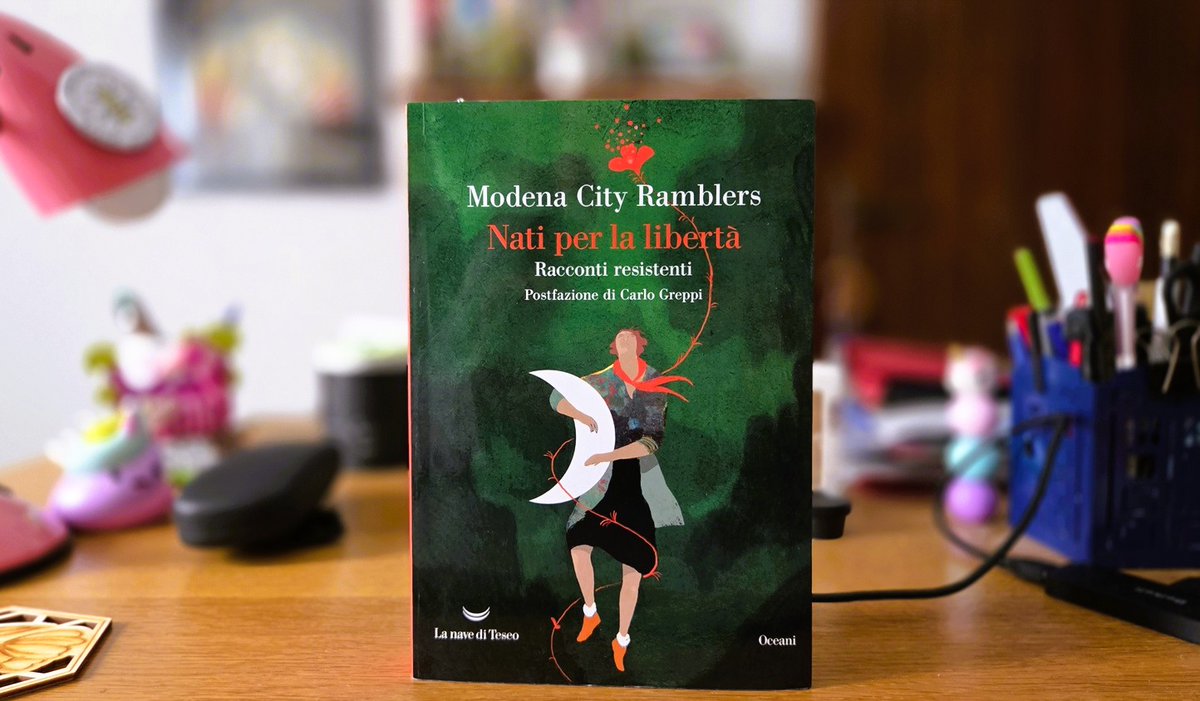 Modena City Ramblers
Nati per la libertà
Racconti resistenti
Postfazione di Carlo Greppi
La nave di Teseo
Oceani